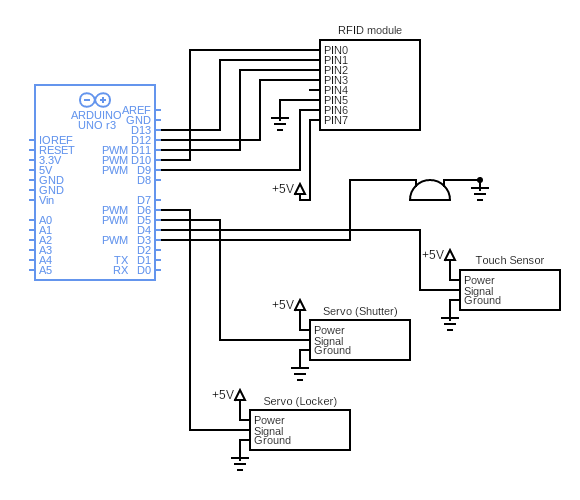 RFID module
PIN0
PIN1
PIN2
PIN3
PIN4
PIN5
PIN6
PIN7
+5V
ARDUINO
UNO r3
AREF
GND
D13
D12
PWM D11
PWM D10
PWM D9
D8
D7
PWM D6
PWM D5
D4
PWM D3
D2
TX D1
RX D0
IOREF
RESET
3.3V
5V
GND
GND
Vin
A0
A1
A2
A3
A4
A5
+5V
Touch Sensor
Power
Signal
Ground
+5V
Servo (Shutter)
Power
Signal
Ground
+5V
Servo (Locker)
Power
Signal
Ground